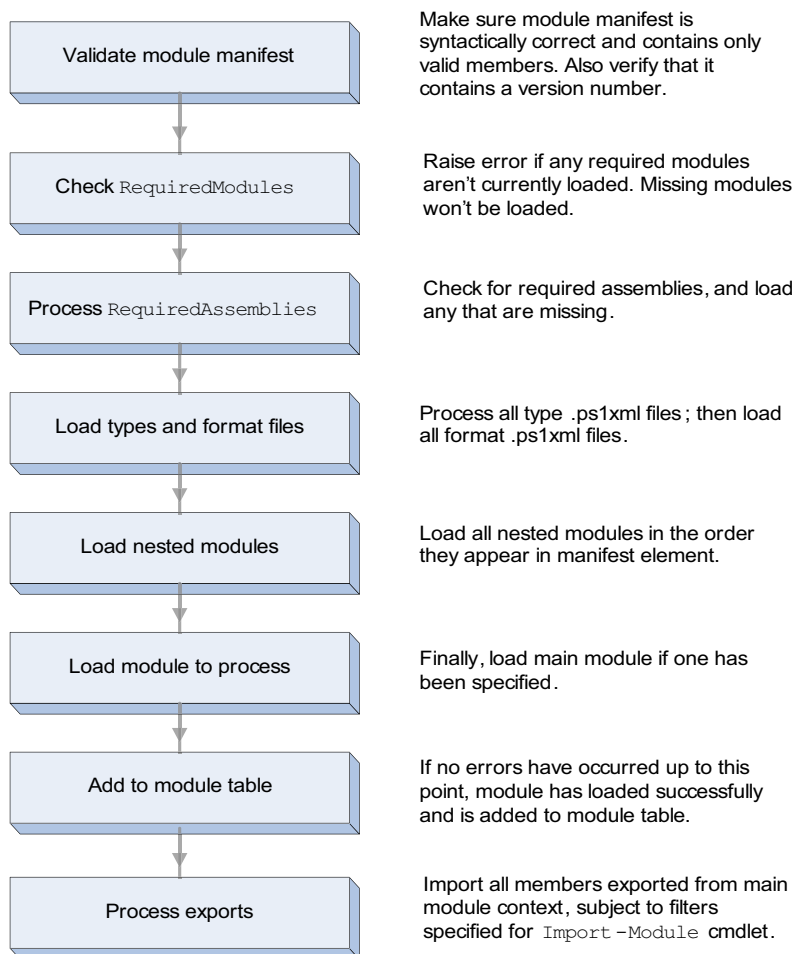 Validate module manifest
Make sure module manifest is
syntactically correct and contains only
valid members. Also verify that it
contains a version number.
Check RequiredModules
Raise error if any required modules
aren't currently loaded. Missing modules
won't be loaded.
Process RequiredAssemblies
Check for required assemblies, and load
any that are missing.
Load types and format files
Process all type .ps1xml files; then load
all format .ps1xml files.
Load nested modules
Load all nested modules in the order
they appear in manifest element.
Load module to process
Finally, load main module if one has
been specified.
Add to module table
If no errors have occurred up to this
point, module has loaded successfully
and is added to module table.
Process exports
Import all members exported from main
module context, subject to filters
specified for Import-Module cmdlet.